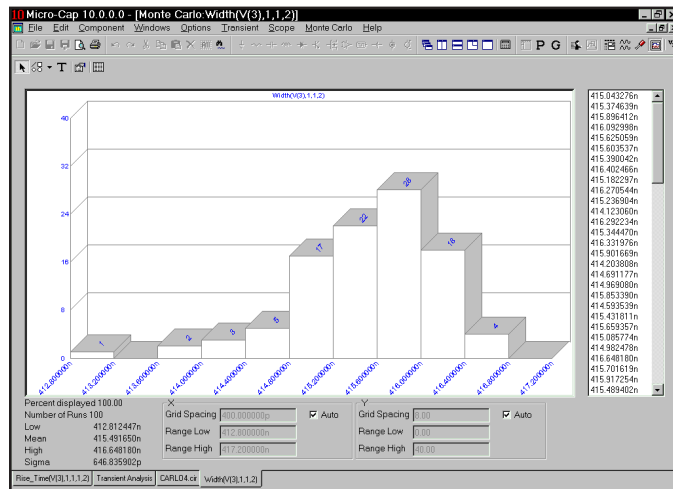 Micro-Cap 10.0.0.0 - [Monte Carlo:Width(V(3),1,1,2)]
File Edit Component Windows Options Transient Scope Monte Carlo Help
T
P G
Width(V(3),1,1,2)
40
32
24
16
8
0
1
2
3
5
17
22
28
18
4
412.800000n
413.200000n
413.600000n
414.000000n
414.400000n
414.800000n
415.200000n
415.600000n
416.000000n
416.400000n
416.800000n
417.200000n
415.043276n
415.374639n
415.896412n
416.092998n
415.625059n
415.603537n
415.390042n
416.402466n
415.182297n
416.270544n
415.236904n
414.123060n
416.292234n
415.344470n
416.331976n
415.901669n
414.203808n
414.691177n
414.969080n
415.853390n
414.593539n
415.431811n
415.659357n
415.085774n
414.982478n
416.648180n
415.701619n
415.917254n
415.489402n
Percent displayed 100.00
Number of Runs 100
Low 412.812447n
Mean 415.491650n
High 416.648180n
Sigma 646.835902p
X
Grid Spacing 400.000000p Auto
Range Low 412.800000n
Range High 417.200000n
Y
Grid Spacing 8.00 Auto
Range Low 0.00
Range High 40.00
Rise_Time(V(3),1,1,1,2) Transient Analysis CARLO4.cir Width(V(3),1,1,2)